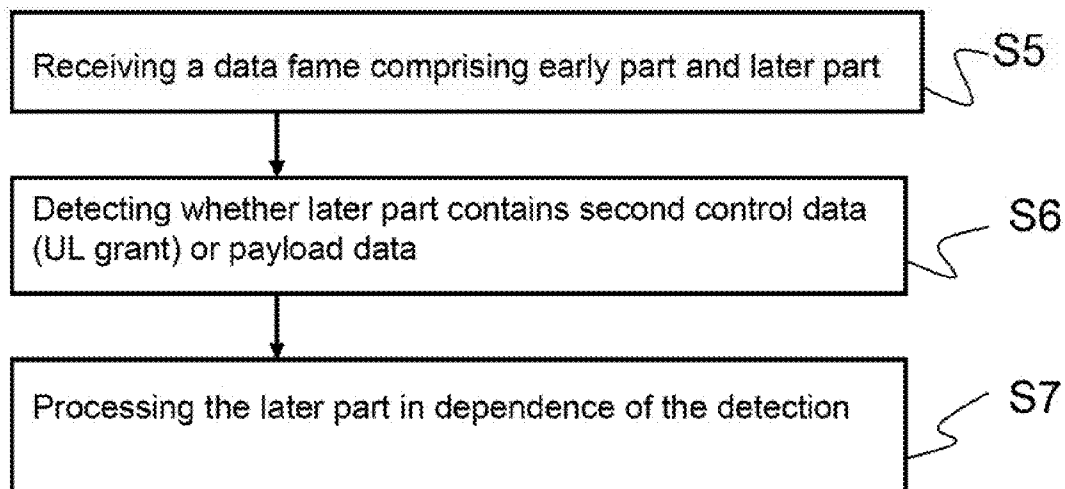 Receiving a data fame comprising early part and later part
S5
Detecting whether later part contains second control data
(UL grant) or payload data
S6
Processing the later part in dependence of the detection
S7